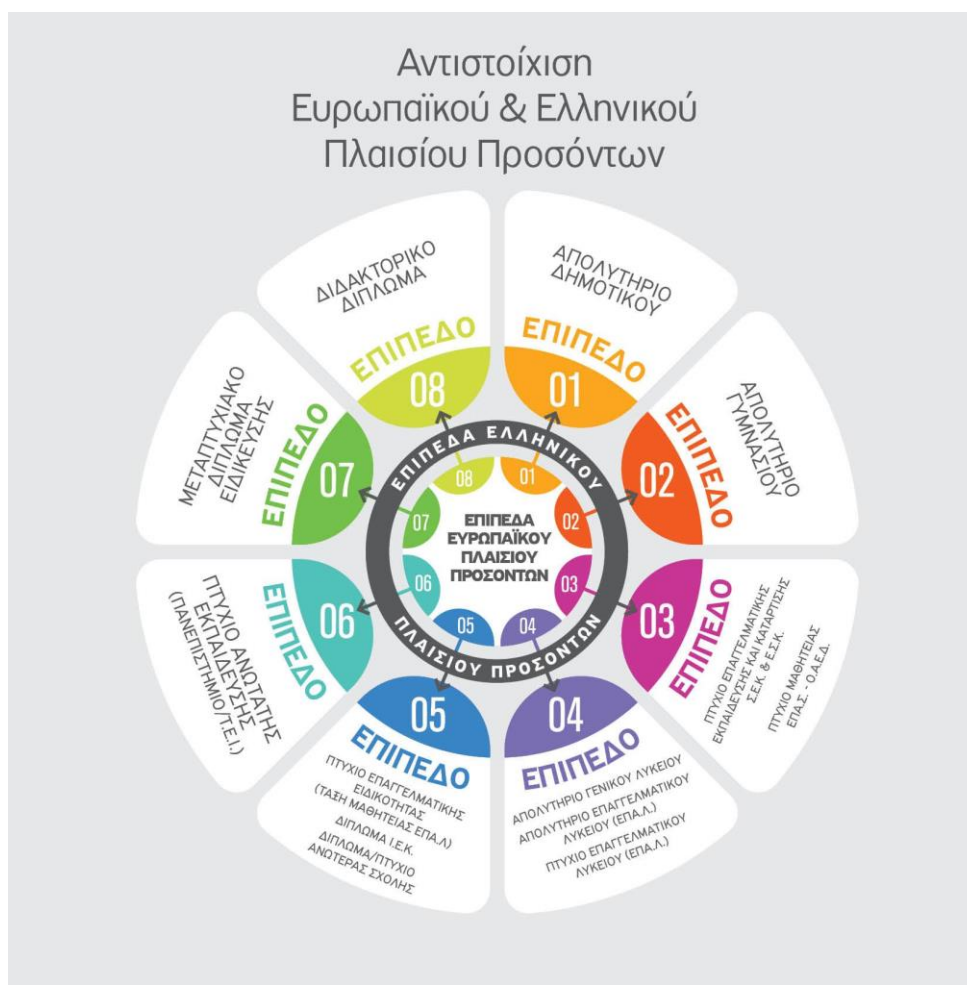 Αντιστοίχιση
Ευρωπαϊκού & Ελληνικού
Πλαισίου Προσόντων
ΑΠΟΛΥΤΗΡΙΟ
ΔΗΜΟΤΙΚΟΥ
ΕΠΙΠΕΔΟ
01
ΑΠΟΛΥΤΗΡΙΟ
ΓΥΜΝΑΣΙΟΥ
ΕΠΙΠΕΔΟ
02
ΕΠΙΠΕΔΟ
03
ΠΤΥΧΙΟ ΕΠΑΓΓΕΛΜΑΤΙΚΗΣ
ΕΚΠΑΙΔΕΥΣΗΣ ΚΑΙ ΚΑΤΑΡΤΙΣΗΣ
Σ.Ε.Κ. & Ε.Σ.Κ.
ΠΤΥΧΙΟ ΜΑΘΗΤΕΙΑΣ
ΕΠΑ.Σ. - Ο.Α.Ε.Δ.
04
ΕΠΙΠΕΔΟ
ΑΠΟΛΥΤΗΡΙΟ ΓΕΝΙΚΟΥ ΛΥΚΕΙΟΥ
ΑΠΟΛΥΤΗΡΙΟ ΕΠΑΓΓΕΛΜΑΤΙΚΟΥ
ΛΥΚΕΙΟΥ (ΕΠΑ.Λ.)
ΠΤΥΧΙΟ ΕΠΑΓΓΕΛΜΑΤΙΚΟΥ
ΛΥΚΕΙΟΥ (ΕΠΑ.Λ.)
05
ΕΠΙΠΕΔΟ
ΠΤΥΧΙΟ ΕΠΑΓΓΕΛΜΑΤΙΚΗΣ
ΕΙΔΙΚΟΤΗΤΑΣ
(ΤΑΞΗ ΜΑΘΗΤΕΙΑΣ ΕΠΑ.Λ)
ΔΙΠΛΩΜΑ Ι.Ε.Κ.
ΔΙΠΛΩΜΑ/ΠΤΥΧΙΟ
ΑΝΩΤΕΡΑΣ ΣΧΟΛΗΣ
06
ΕΠΙΠΕΔΟ
ΠΤΥΧΙΟ ΑΝΩΤΑΤΗΣ
ΕΚΠΑΙΔΕΥΣΗΣ
(ΠΑΝΕΠΙΣΤΗΜΙΟ/Τ.Ε.Ι.)
ΜΕΤΑΠΤΥΧΙΑΚΟ
ΔΙΠΛΩΜΑ
ΕΙΔΙΚΕΥΣΗΣ
ΕΠΙΠΕΔΟ
07
ΔΙΔΑΚΤΟΡΙΚΟ
ΔΙΠΛΩΜΑ
ΕΠΙΠΕΔΟ
08
ΕΠΙΠΕΔΑ ΕΛΛΗΝΙΚΟΥ
ΠΛΑΙΣΙΟΥ ΠΡΟΣΟΝΤΩΝ
01
02
03
04
05
06
07
08
ΕΠΙΠΕΔΑ
ΕΥΡΩΠΑΪΚΟΥ
ΠΛΑΙΣΙΟΥ
ΠΡΟΣΟΝΤΩΝ